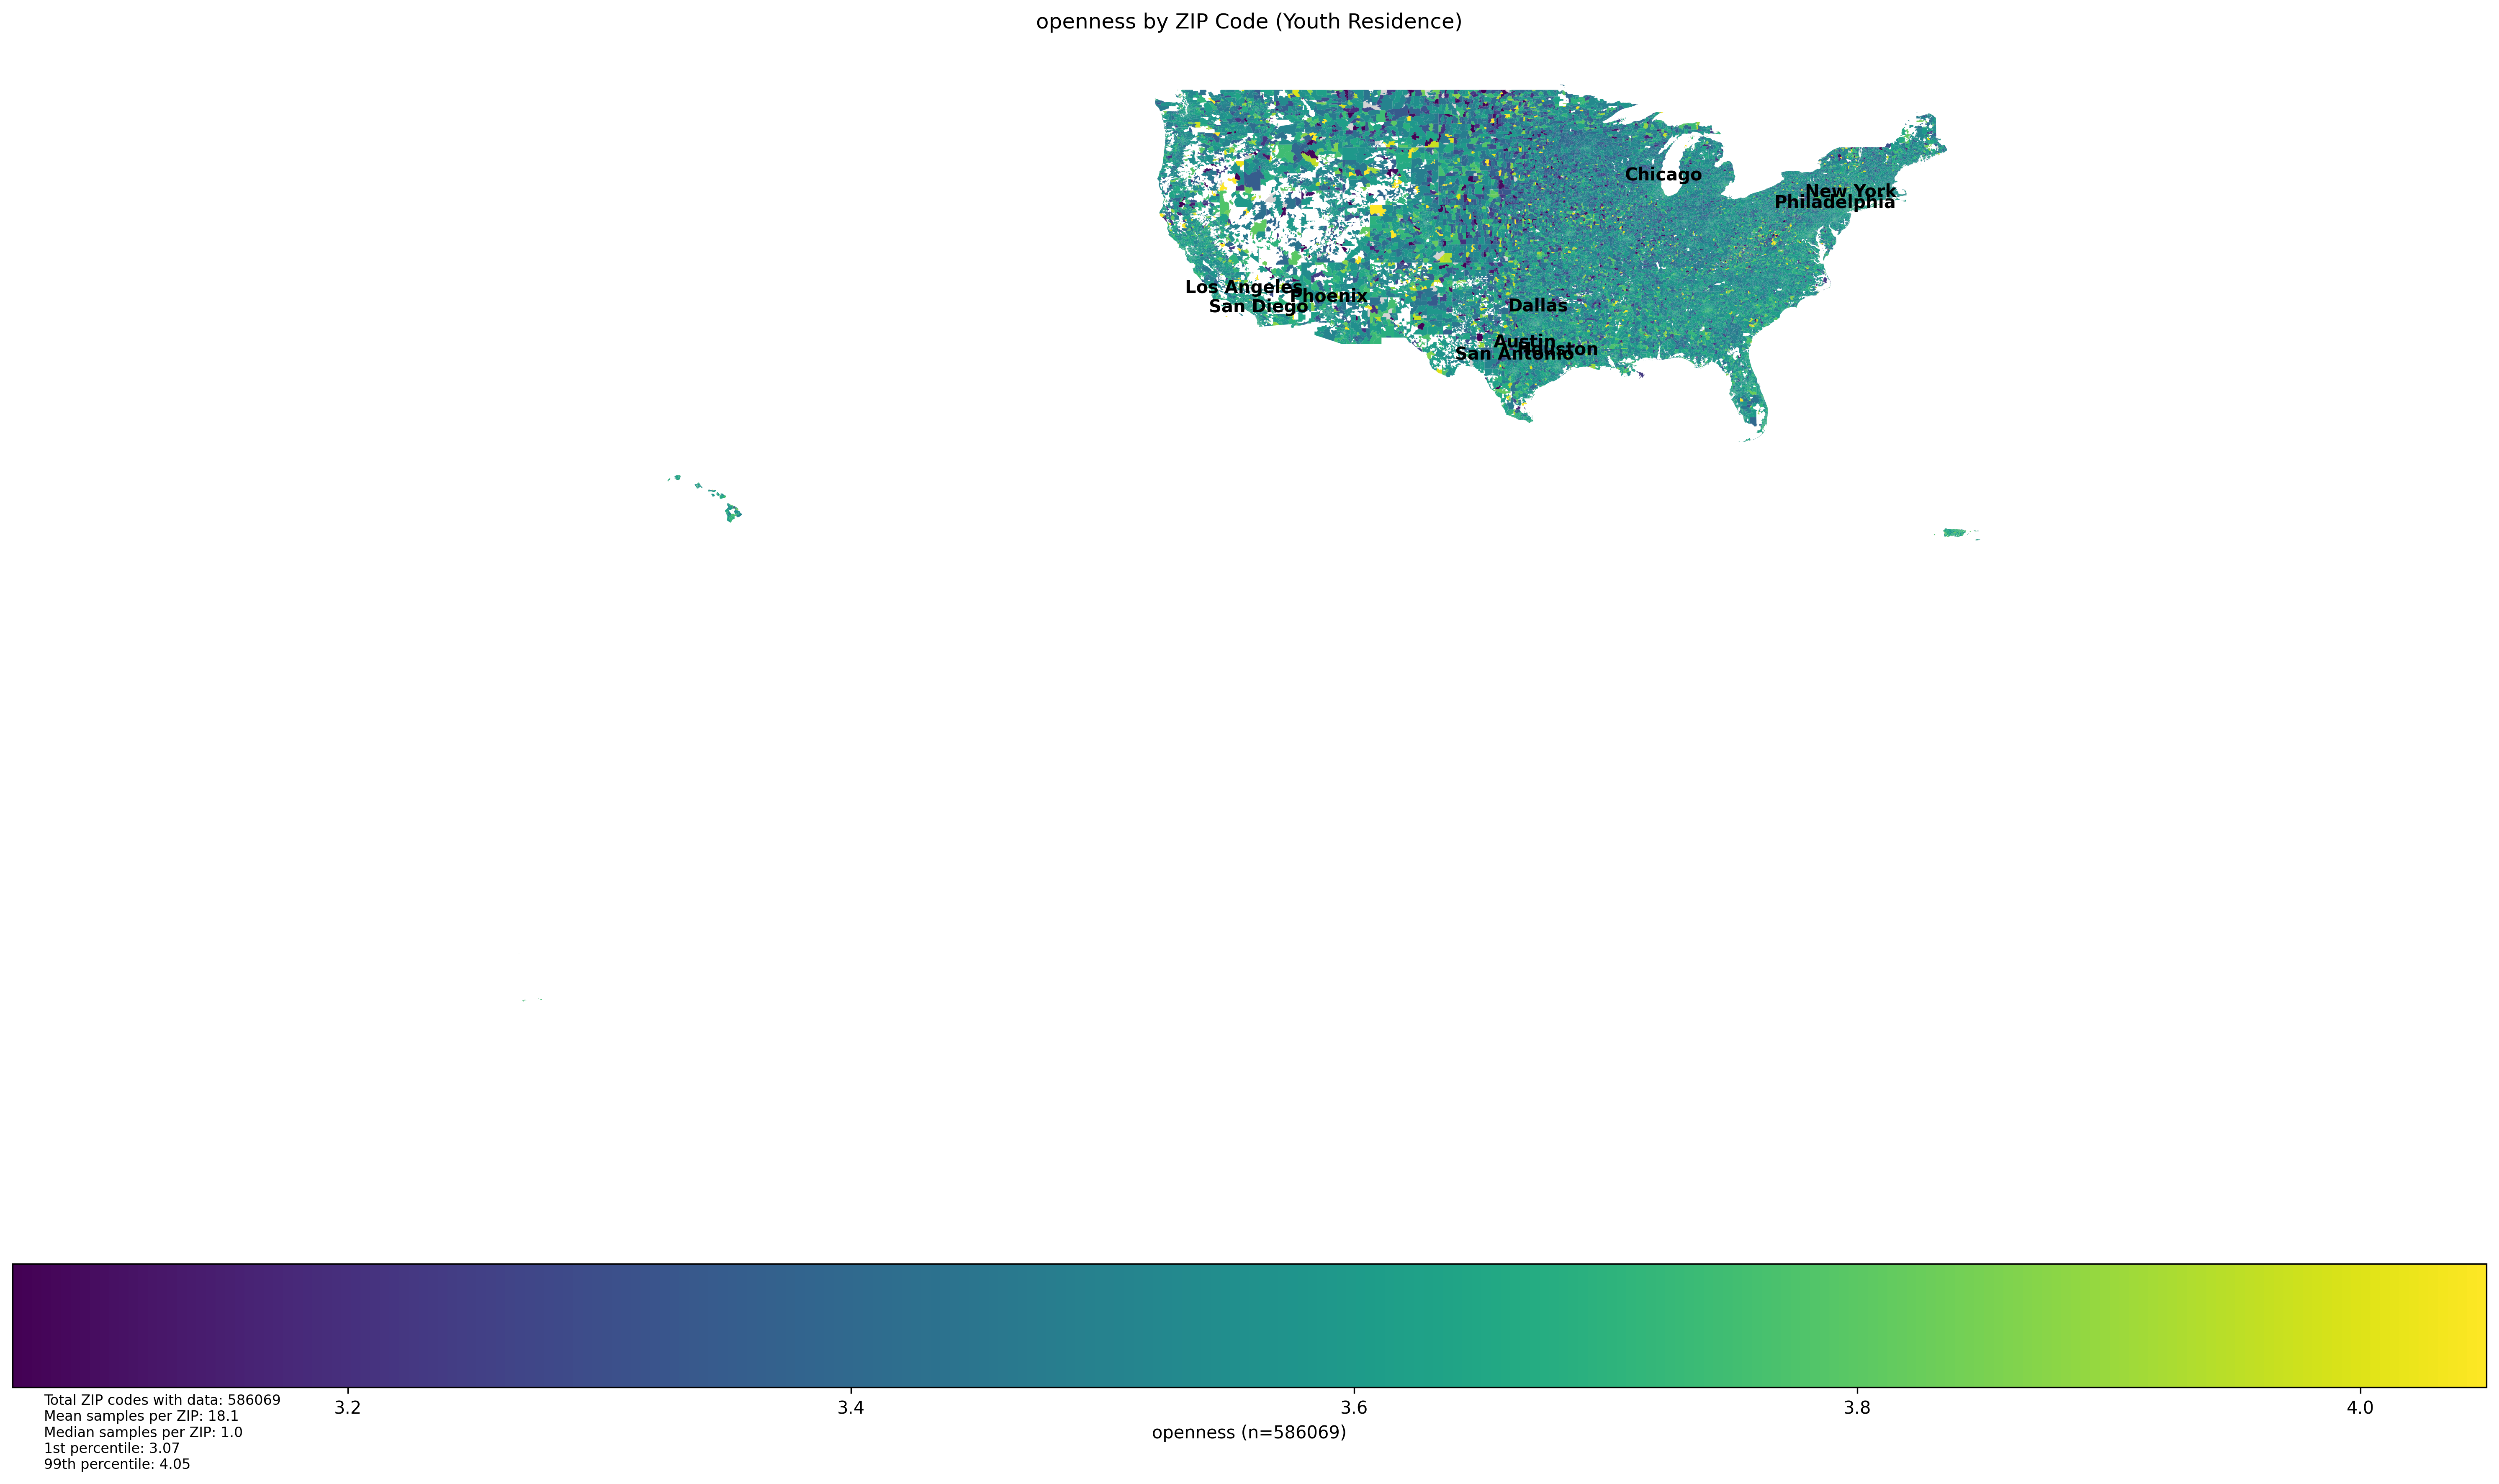 openness by ZIP Code (Youth Residence)
Chicago
New York
Philadelphia
Los Angeles
Phoenix
San Diego
Dallas
Austin
Houston
San Antonio
3.2
3.4
3.6
3.8
4.0
openness (n=586069)
Total ZIP codes with data: 586069
Mean samples per ZIP: 18.1
Median samples per ZIP: 1.0
1st percentile: 3.07
99th percentile: 4.05